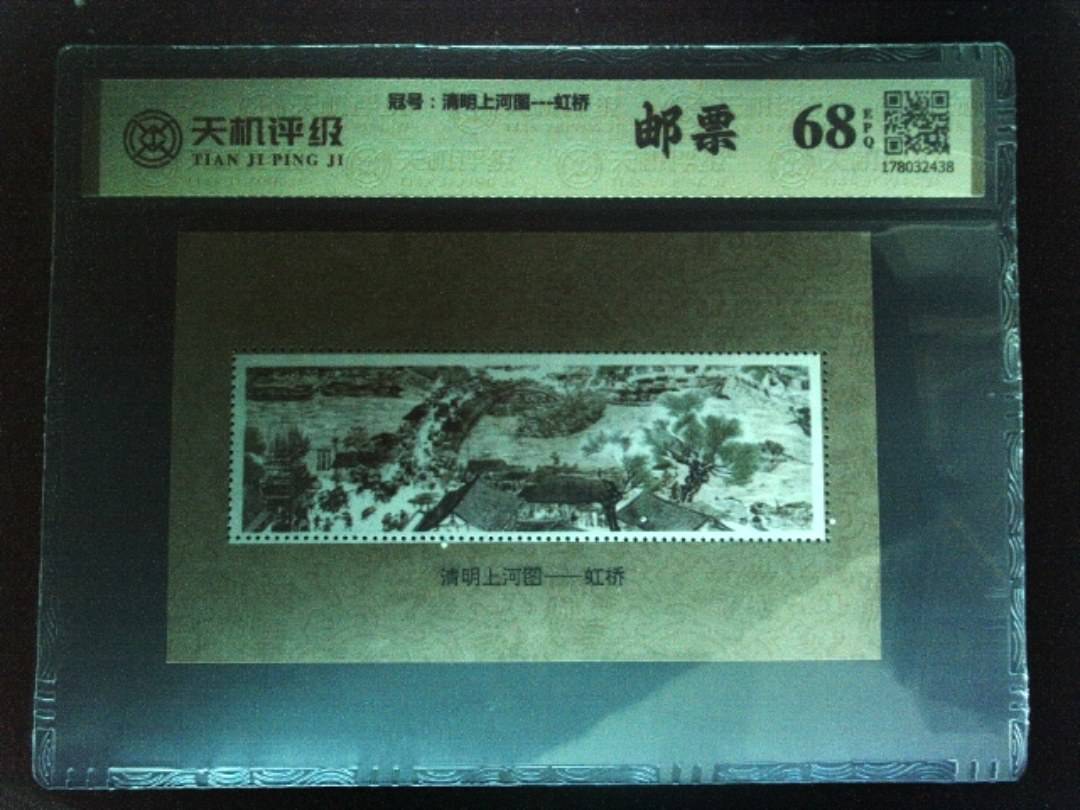 冠号：清明上河图---虹桥
天机评级
TIAN JI PING JI
邮票
68
EPQ
178032438
清明上河图——虹桥